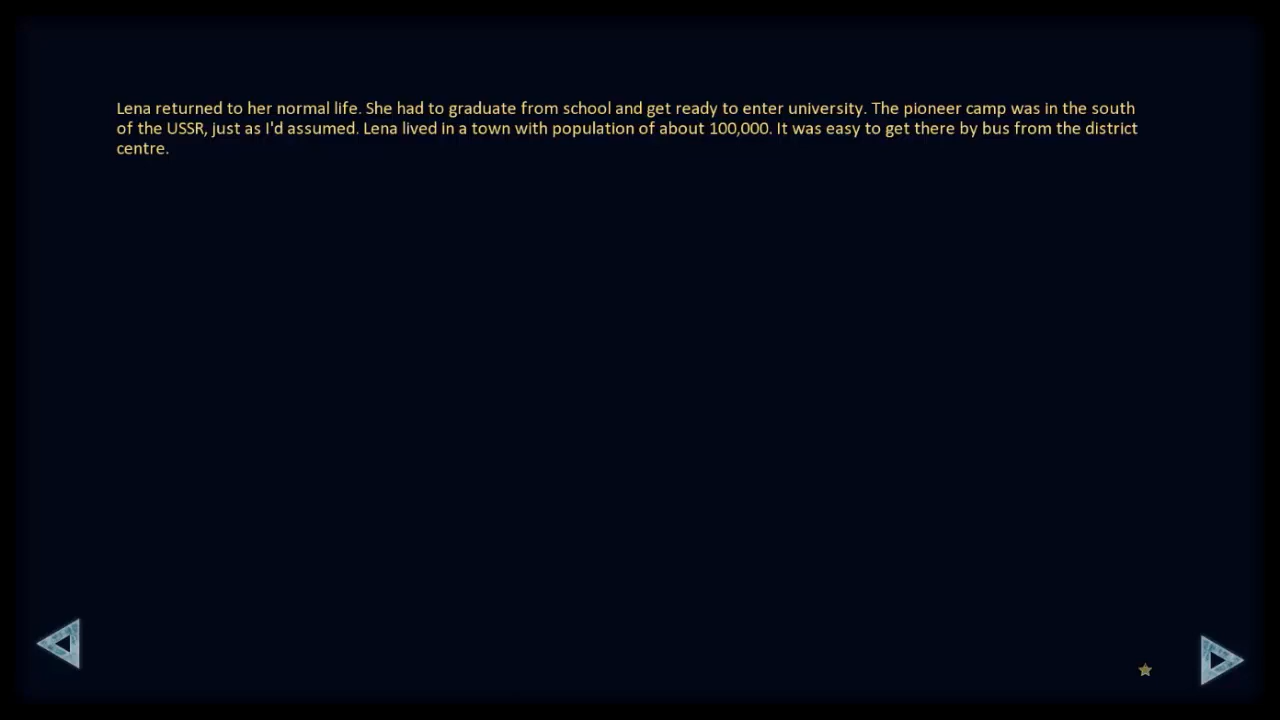 Lena returned to her normal life. She had to graduate from school and get ready to enter university. The pioneer camp was in the south
of the USSR, just as I'd assumed. Lena lived in a town with population of about 100,000. It was easy to get there by bus from the district
centre.